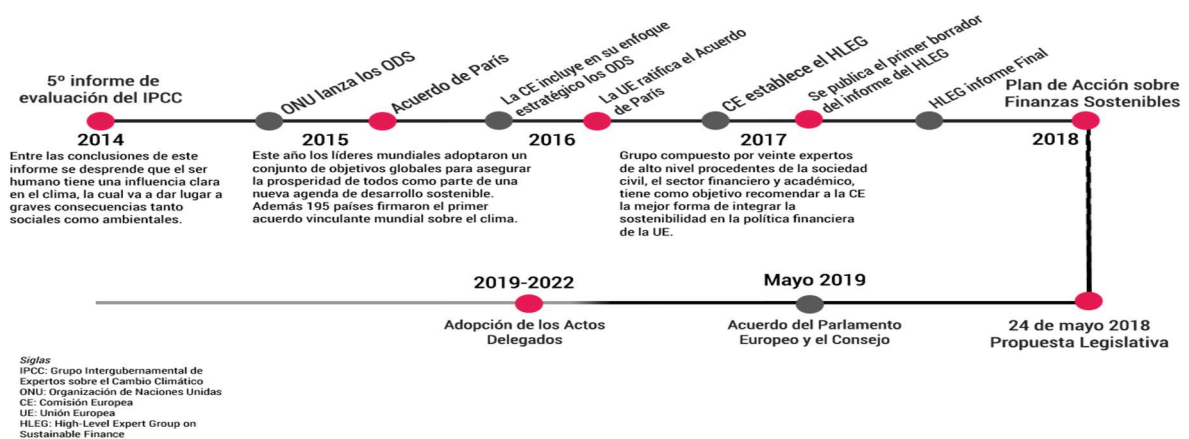 5º informe de
evaluación del IPCC
2014
Entre las conclusiones de este
informe se desprende que el ser
humano tiene una influencia clara
en el clima, la cual va a dar lugar a
graves consecuencias tanto
sociales como ambientales.
ONU lanza los ODS
2015
Acuerdo de París
Este año los líderes mundiales adoptaron un
conjunto de objetivos globales para asegurar
la prosperidad de todos como parte de una
nueva agenda de desarrollo sostenible.
Además 195 países firmaron el primer
acuerdo vinculante mundial sobre el clima.
La CE incluye en su enfoque
estratégico los ODS
2016
La UE ratifica el Acuerdo
de París
CE establece el HLEG
2017
Se publica el primer borrador
del informe del HLEG
Grupo compuesto por veinte expertos
de alto nivel procedentes de la sociedad
civil, el sector financiero y académico,
tiene como objetivo recomendar a la CE
la mejor forma de integrar la
sostenibilidad en la política financiera
de la UE.
HLEG informe Final
Plan de Acción sobre
Finanzas Sostenibles
2018
24 de mayo 2018
Propuesta Legislativa
Mayo 2019
Acuerdo del Parlamento
Europeo y el Consejo
2019-2022
Adopción de los Actos
Delegados
Siglas
IPCC: Grupo Intergubernamental de
Expertos sobre el Cambio Climático
ONU: Organización de Naciones Unidas
CE: Comisión Europea
UE: Unión Europea
HLEG: High-Level Expert Group on
Sustainable Finance